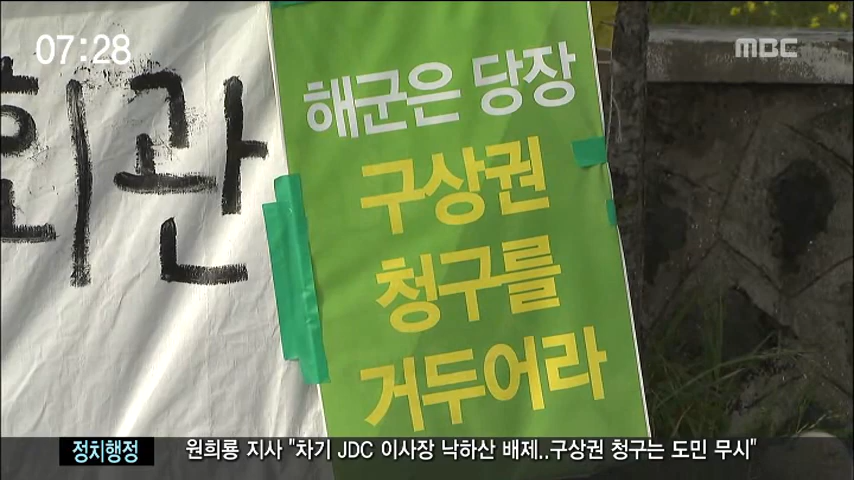 07:28
MBC
회관
해군은 당장
구상권
청구를
거두어라
정치행정
원희룡 지사 "차기 JDC 이사장 낙하산 배제..구상권 청구는 도민 무시"